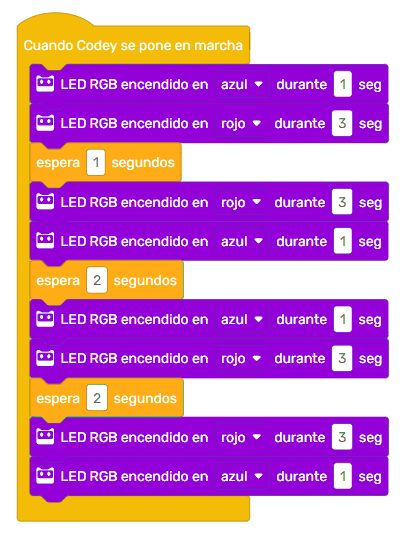 Cuando Codey se pone en marcha
LED RGB encendido en azul durante 1 seg
LED RGB encendido en rojo durante 3 seg
espera 1 segundos
LED RGB encendido en rojo durante 3 seg
LED RGB encendido en azul durante 1 seg
espera 2 segundos
LED RGB encendido en azul durante 1 seg
LED RGB encendido en rojo durante 3 seg
espera 2 segundos
LED RGB encendido en rojo durante 3 seg
LED RGB encendido en azul durante 1 seg